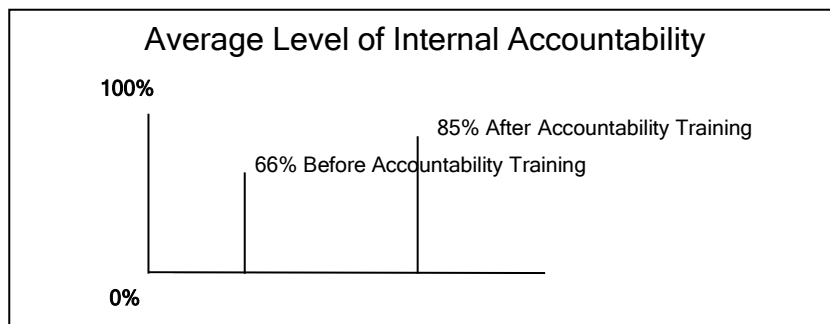 Average Level of Internal Accountability
100%
85% After Accountability Training
66% Before Accountability Training
0%